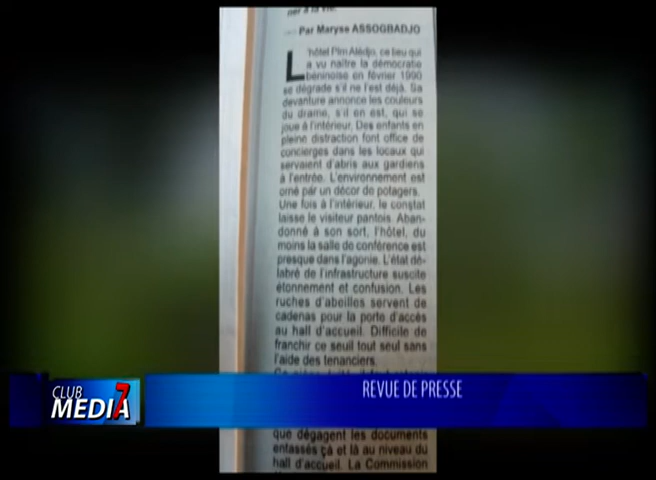 Par Maryse ASSOGBADJO
L'hôtel Plm Alédjo, ce lieu qui
a vu naître la démocratie
béninoise en février 1990
se dégrade s'il ne l'est déjà. Sa
devanture annonce les couleurs
du drame, s'il en est, qui se
joue à l'intérieur. Des enfants en
pleine distraction font office de
concierges dans les locaux qui
servaient d'abris aux gardiens
à l'entrée. L'environnement est
orné par un décor de potagers.
Une fois à l'intérieur, le constat
laisse le visiteur pantois. Aban-
donné à son sort, l'hôtel, du
moins la salle de conférence est
presque dans l'agonie. L'état dé-
labré de l'infrastructure suscite
étonnement et confusion. Les
ruches d'abeilles servent de
cadenas pour la porte d'accès
au hall d'accueil. Difficile de
franchir ce seuil tout seul sans
l'aide des tenanciers.
CLUB
MEDIA 7
REVUE DE PRESSE
que dégagent les documents
entassés çà et là au niveau du
hall d'accueil. La Commission